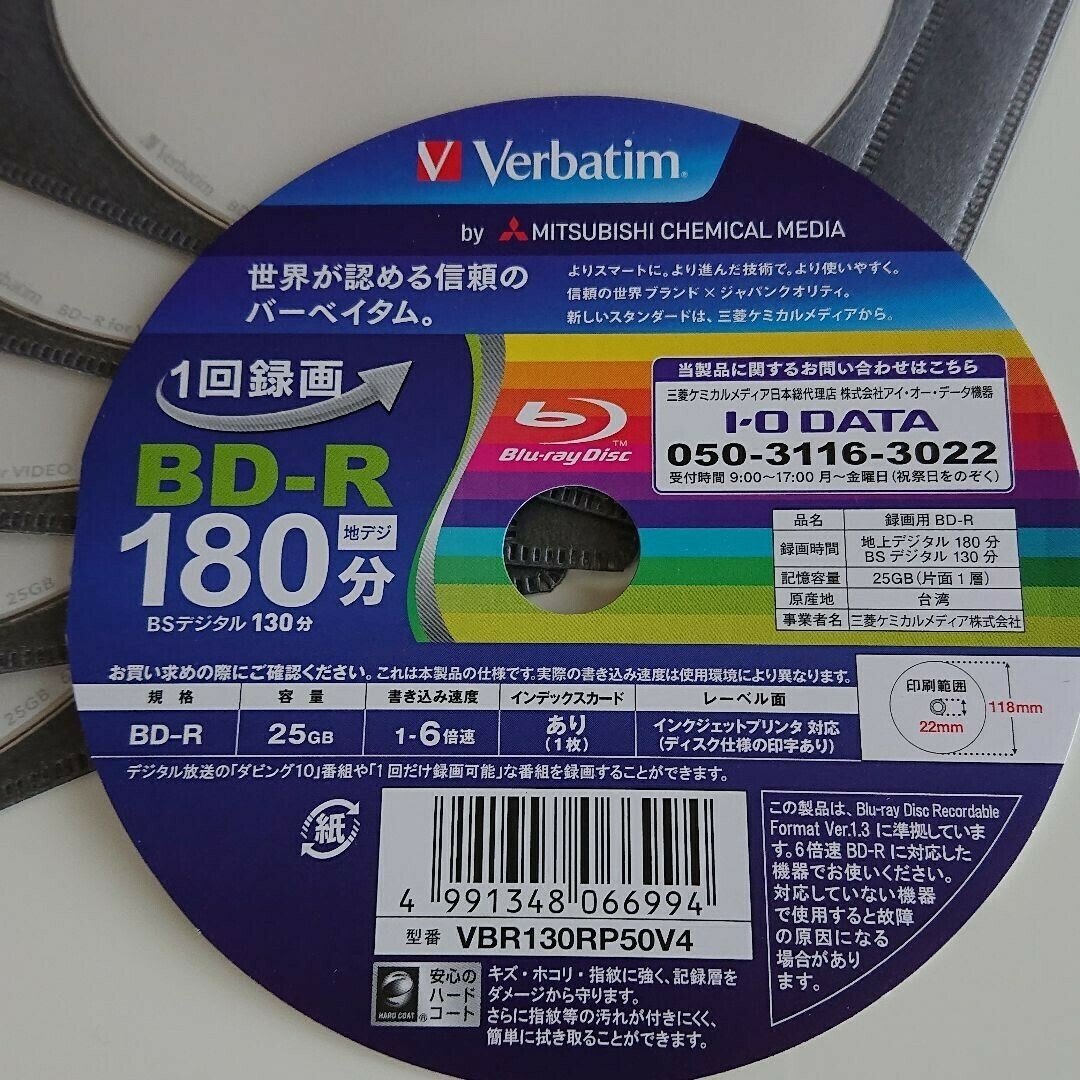 Verbatim
Verbatim®
by MITSUBISHI CHEMICAL MEDIA
世界が認める信頼の
バーベイタム。
よりスマートに。より進んだ技術で。より使いやすく。
信頼の世界ブランド×ジャパンクオリティ。
新しいスタンダードは、三菱ケミカルメディアから。
1回録画
BD-R
180分
地デジ
BSデジタル 130分
Blu-ray Disc™
当製品に関するお問い合わせはこちら
三菱ケミカルメディア日本総代理店 株式会社アイ・オー・データ機器
I-O DATA
050-3116-3022
受付時間 9:00〜17:00 月〜金曜日(祝祭日をのぞく)
品名 録画用 BD-R
録画時間 地上デジタル 180 分
BS デジタル 130 分
記憶容量 25GB(片面1層)
原産地 台湾
事業者名 三菱ケミカルメディア株式会社
お買い求めの際にご確認ください。これは本製品の仕様です。実際の書き込み速度は使用環境により異なります。
規格 容量 書き込み速度 インデックスカード レーベル面
BD-R 25GB 1-6倍速 あり(1枚) インクジェットプリンタ 対応
(ディスク仕様の印字あり)
印刷範囲
118mm
22mm
デジタル放送の「ダビング10」番組や「1回だけ録画可能」な番組を録画することができます。
紙
4 991348 066994
型番 VBR130RP50V4
この製品は、Blu-ray Disc Recordable
Format Ver.1.3 に準拠していま
す。6倍速 BD-R に対応した
機器でお使いください。
対応していない機器
で使用すると故障
の原因になる
場合があり
ます。
HARD COAT®
安心の
ハード
コート
キズ・ホコリ・指紋に強く、記録層を
ダメージから守ります。
さらに指紋等の汚れが付きにくく、
簡単に拭き取ることができます。
BD-R for
VIDEO
25GB
25GB